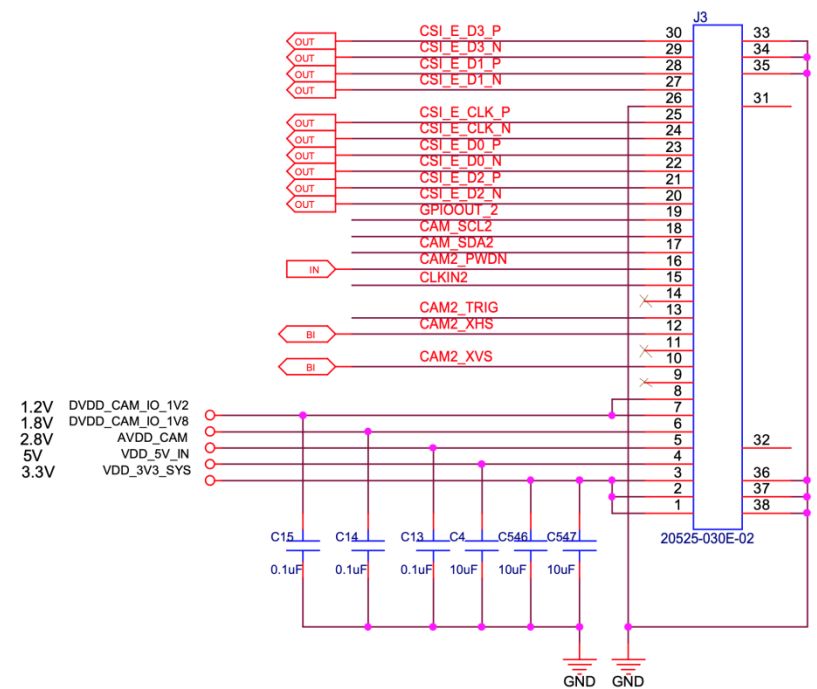 J3
CSI_E_D3_P 30 33
OUT CSI_E_D3_N 29 34
OUT CSI_E_D1_P 28 35
OUT CSI_E_D1_N 27
OUT 26 31
CSI_E_CLK_P 25
OUT CSI_E_CLK_N 24
OUT CSI_E_D0_P 23
OUT CSI_E_D0_N 22
OUT CSI_E_D2_P 21
OUT CSI_E_D2_N 20
OUT GPIOOUT_2 19
CAM_SCL2 18
CAM_SDA2 17
CAM2_PWDN 16
IN CLKIN2 15
14
CAM2_TRIG 13
CAM2_XHS 12
BI 11
CAM2_XVS 10
BI 9
8
1.2V DVDD_CAM_IO_1V2 7
1.8V DVDD_CAM_IO_1V8 6
2.8V AVDD_CAM 5 32
5V VDD_5V_IN 4
3.3V VDD_3V3_SYS 3 36
2 37
1 38
C15 C14 C13 C4 C546 C547 20525-030E-02
0.1uF 0.1uF 0.1uF 10uF 10uF 10uF
GND GND